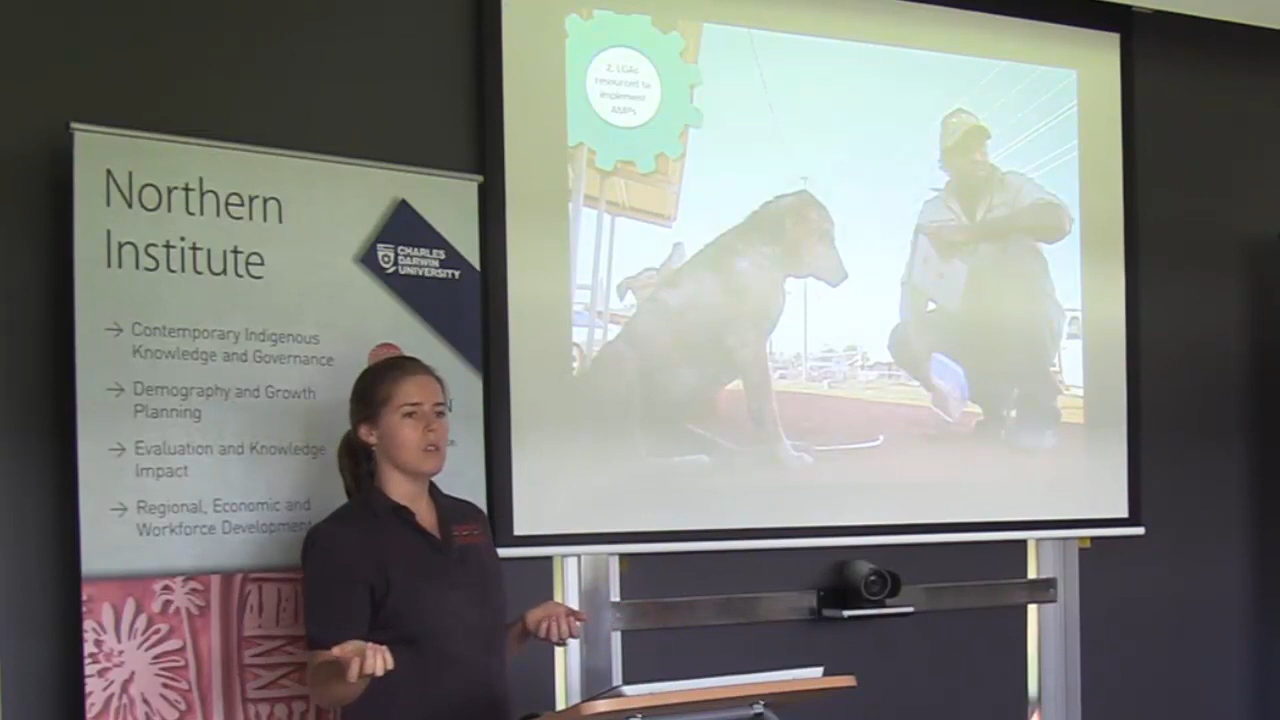 Northern
Institute
CHARLES
DARWIN
UNIVERSITY
→ Contemporary Indigenous
Knowledge and Governance
→ Demography and Growth
Planning
→ Evaluation and Knowledge
Impact
→ Regional, Economic and
Workforce Development
2. LGAs
resourced to
implement
AMPs